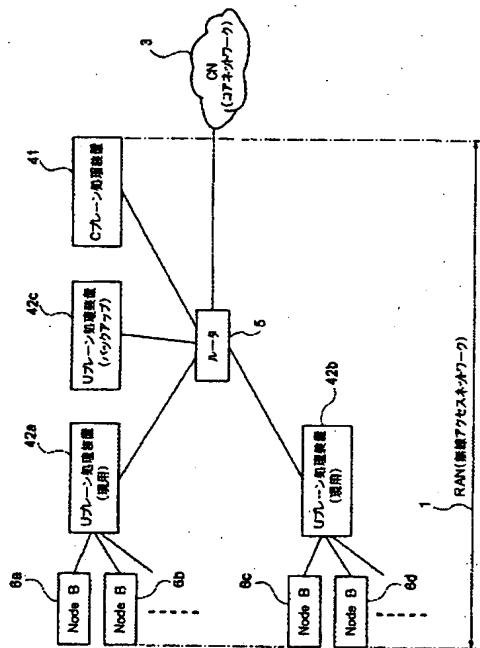 3
CN
(コアネットワーク)
41
Cプレーン処理装置
42c
Uプレーン処理装置
(バックアップ)
42a
Uプレーン処理装置
(現用)
ルータ
5
42b
Uプレーン処理装置
(現用)
6a
Node B
Node B
6b
6c
Node B
Node B
6d
1
RAN(無線アクセスネットワーク)